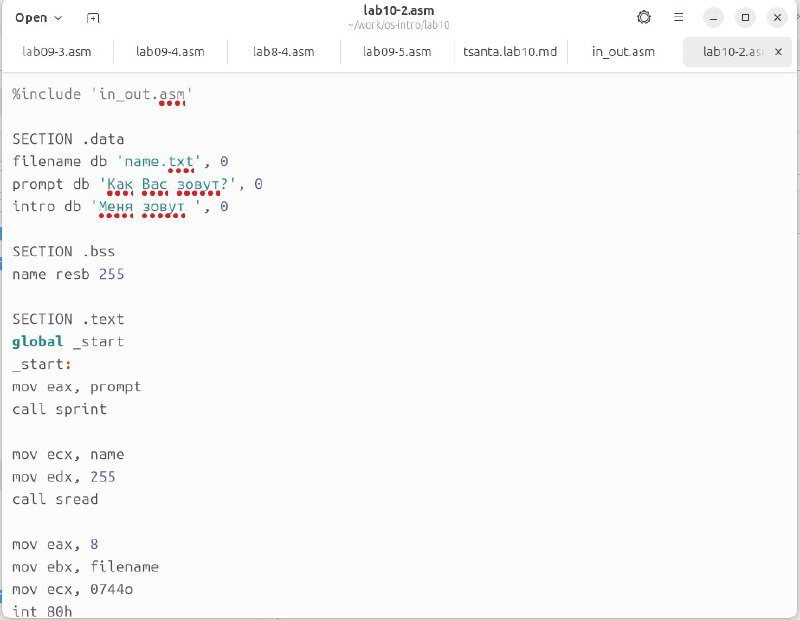 Open
lab10-2.asm
~/work/os-intro/lab10
lab09-3.asm
lab09-4.asm
lab8-4.asm
lab09-5.asm
tsanta.lab10.md
in_out.asm
lab10-2.as
%include 'in_out.asm'
SECTION .data
filename db 'name.txt', 0
prompt db 'Как Вас зовут?', 0
intro db 'Меня зовут ', 0
SECTION .bss
name resb 255
SECTION .text
global _start
_start:
mov eax, prompt
call sprint
mov ecx, name
mov edx, 255
call sread
mov eax, 8
mov ebx, filename
mov ecx, 0744o
int 80h